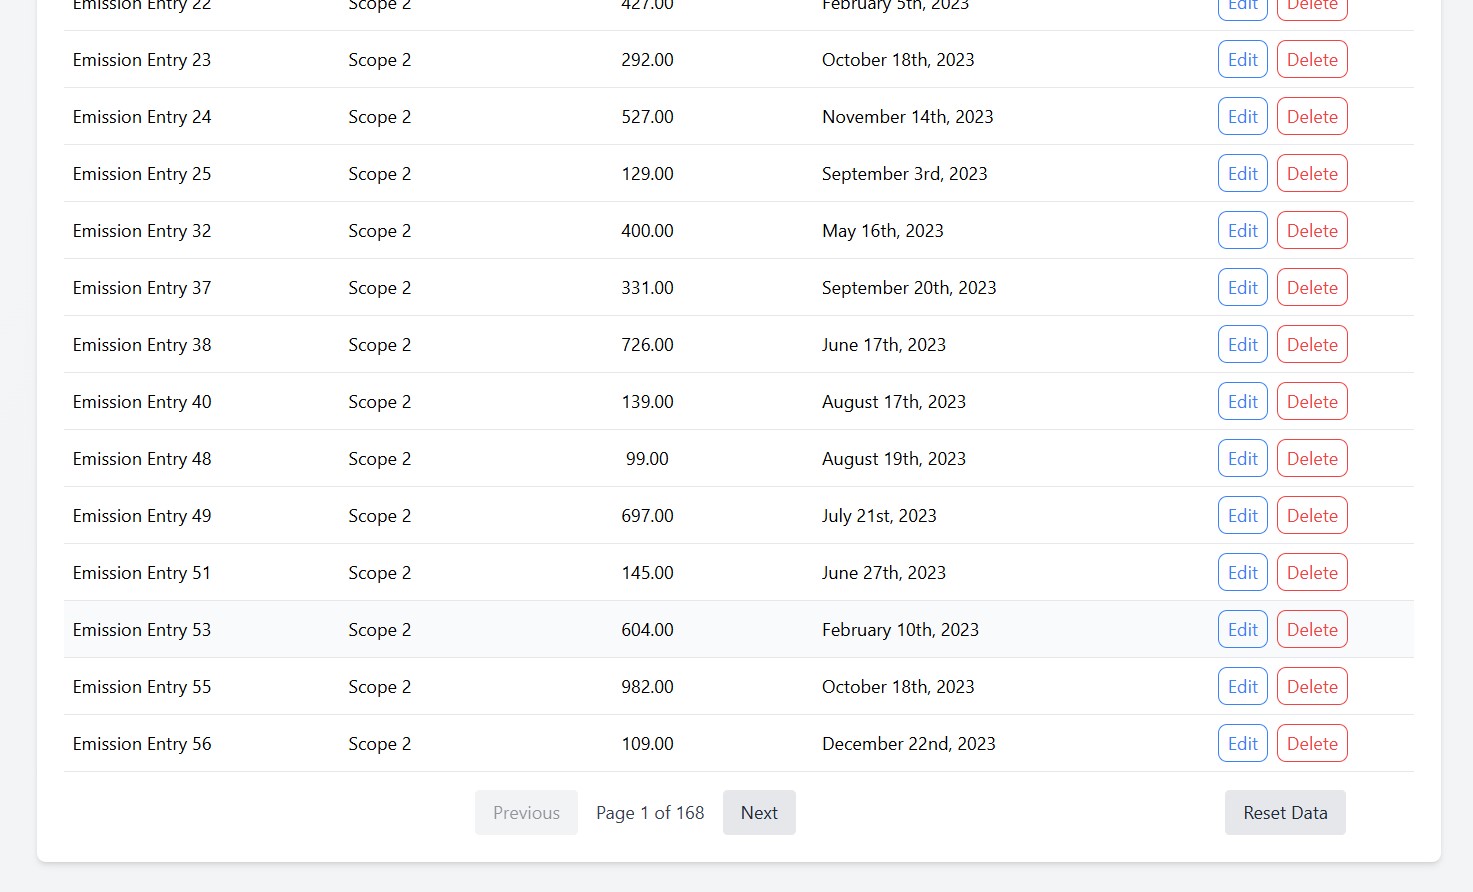 Emission Entry 22 Scope 2 427.00 February 5th, 2023 Edit Delete
Emission Entry 23 Scope 2 292.00 October 18th, 2023 Edit Delete
Emission Entry 24 Scope 2 527.00 November 14th, 2023 Edit Delete
Emission Entry 25 Scope 2 129.00 September 3rd, 2023 Edit Delete
Emission Entry 32 Scope 2 400.00 May 16th, 2023 Edit Delete
Emission Entry 37 Scope 2 331.00 September 20th, 2023 Edit Delete
Emission Entry 38 Scope 2 726.00 June 17th, 2023 Edit Delete
Emission Entry 40 Scope 2 139.00 August 17th, 2023 Edit Delete
Emission Entry 48 Scope 2 99.00 August 19th, 2023 Edit Delete
Emission Entry 49 Scope 2 697.00 July 21st, 2023 Edit Delete
Emission Entry 51 Scope 2 145.00 June 27th, 2023 Edit Delete
Emission Entry 53 Scope 2 604.00 February 10th, 2023 Edit Delete
Emission Entry 55 Scope 2 982.00 October 18th, 2023 Edit Delete
Emission Entry 56 Scope 2 109.00 December 22nd, 2023 Edit Delete
Previous Page 1 of 168 Next Reset Data